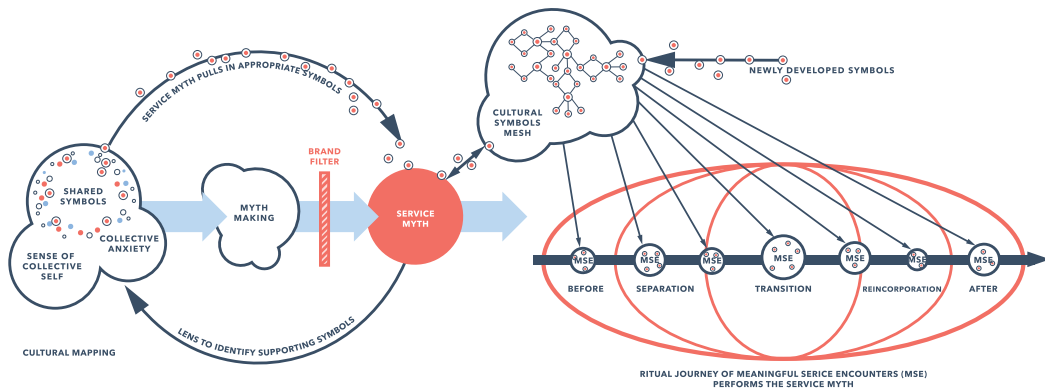 SERVICE MYTH PULLS IN APPROPRIATE SYMBOLS
SHARED
SYMBOLS
COLLECTIVE
ANXIETY
SENSE OF
COLLECTIVE
SELF
MYTH
MAKING
BRAND
FILTER
SERVICE
MYTH
LENS TO IDENTIFY SUPPORTING SYMBOLS
CULTURAL MAPPING
CULTURAL
SYMBOLS
MESH
NEWLY DEVELOPED SYMBOLS
MSE
MSE
MSE
MSE
MSE
MSE
MSE
BEFORE
SEPARATION
TRANSITION
REINCORPORATION
AFTER
RITUAL JOURNEY OF MEANINGFUL SERICE ENCOUNTERS (MSE)
PERFORMS THE SERVICE MYTH